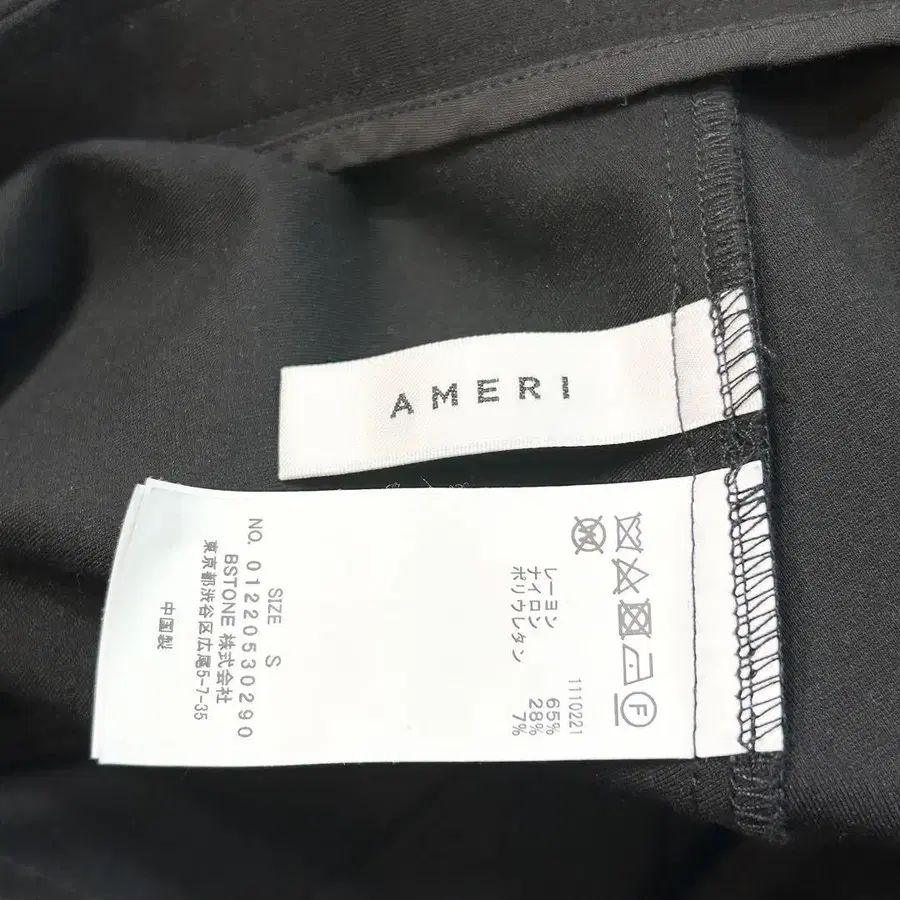 AMERI
1110221
レーヨン 65%
ナイロン 28%
ポリウレタン 7%
SIZE S
NO. 012205530290
BSTONE 株式会社
東京都渋谷区広尾5-7-35
中国製
F